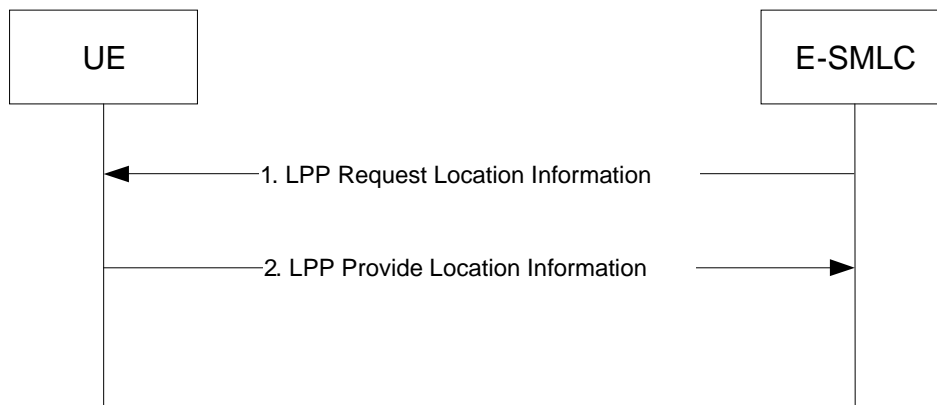 UE
E-SMLC
1. LPP Request Location Information
2. LPP Provide Location Information